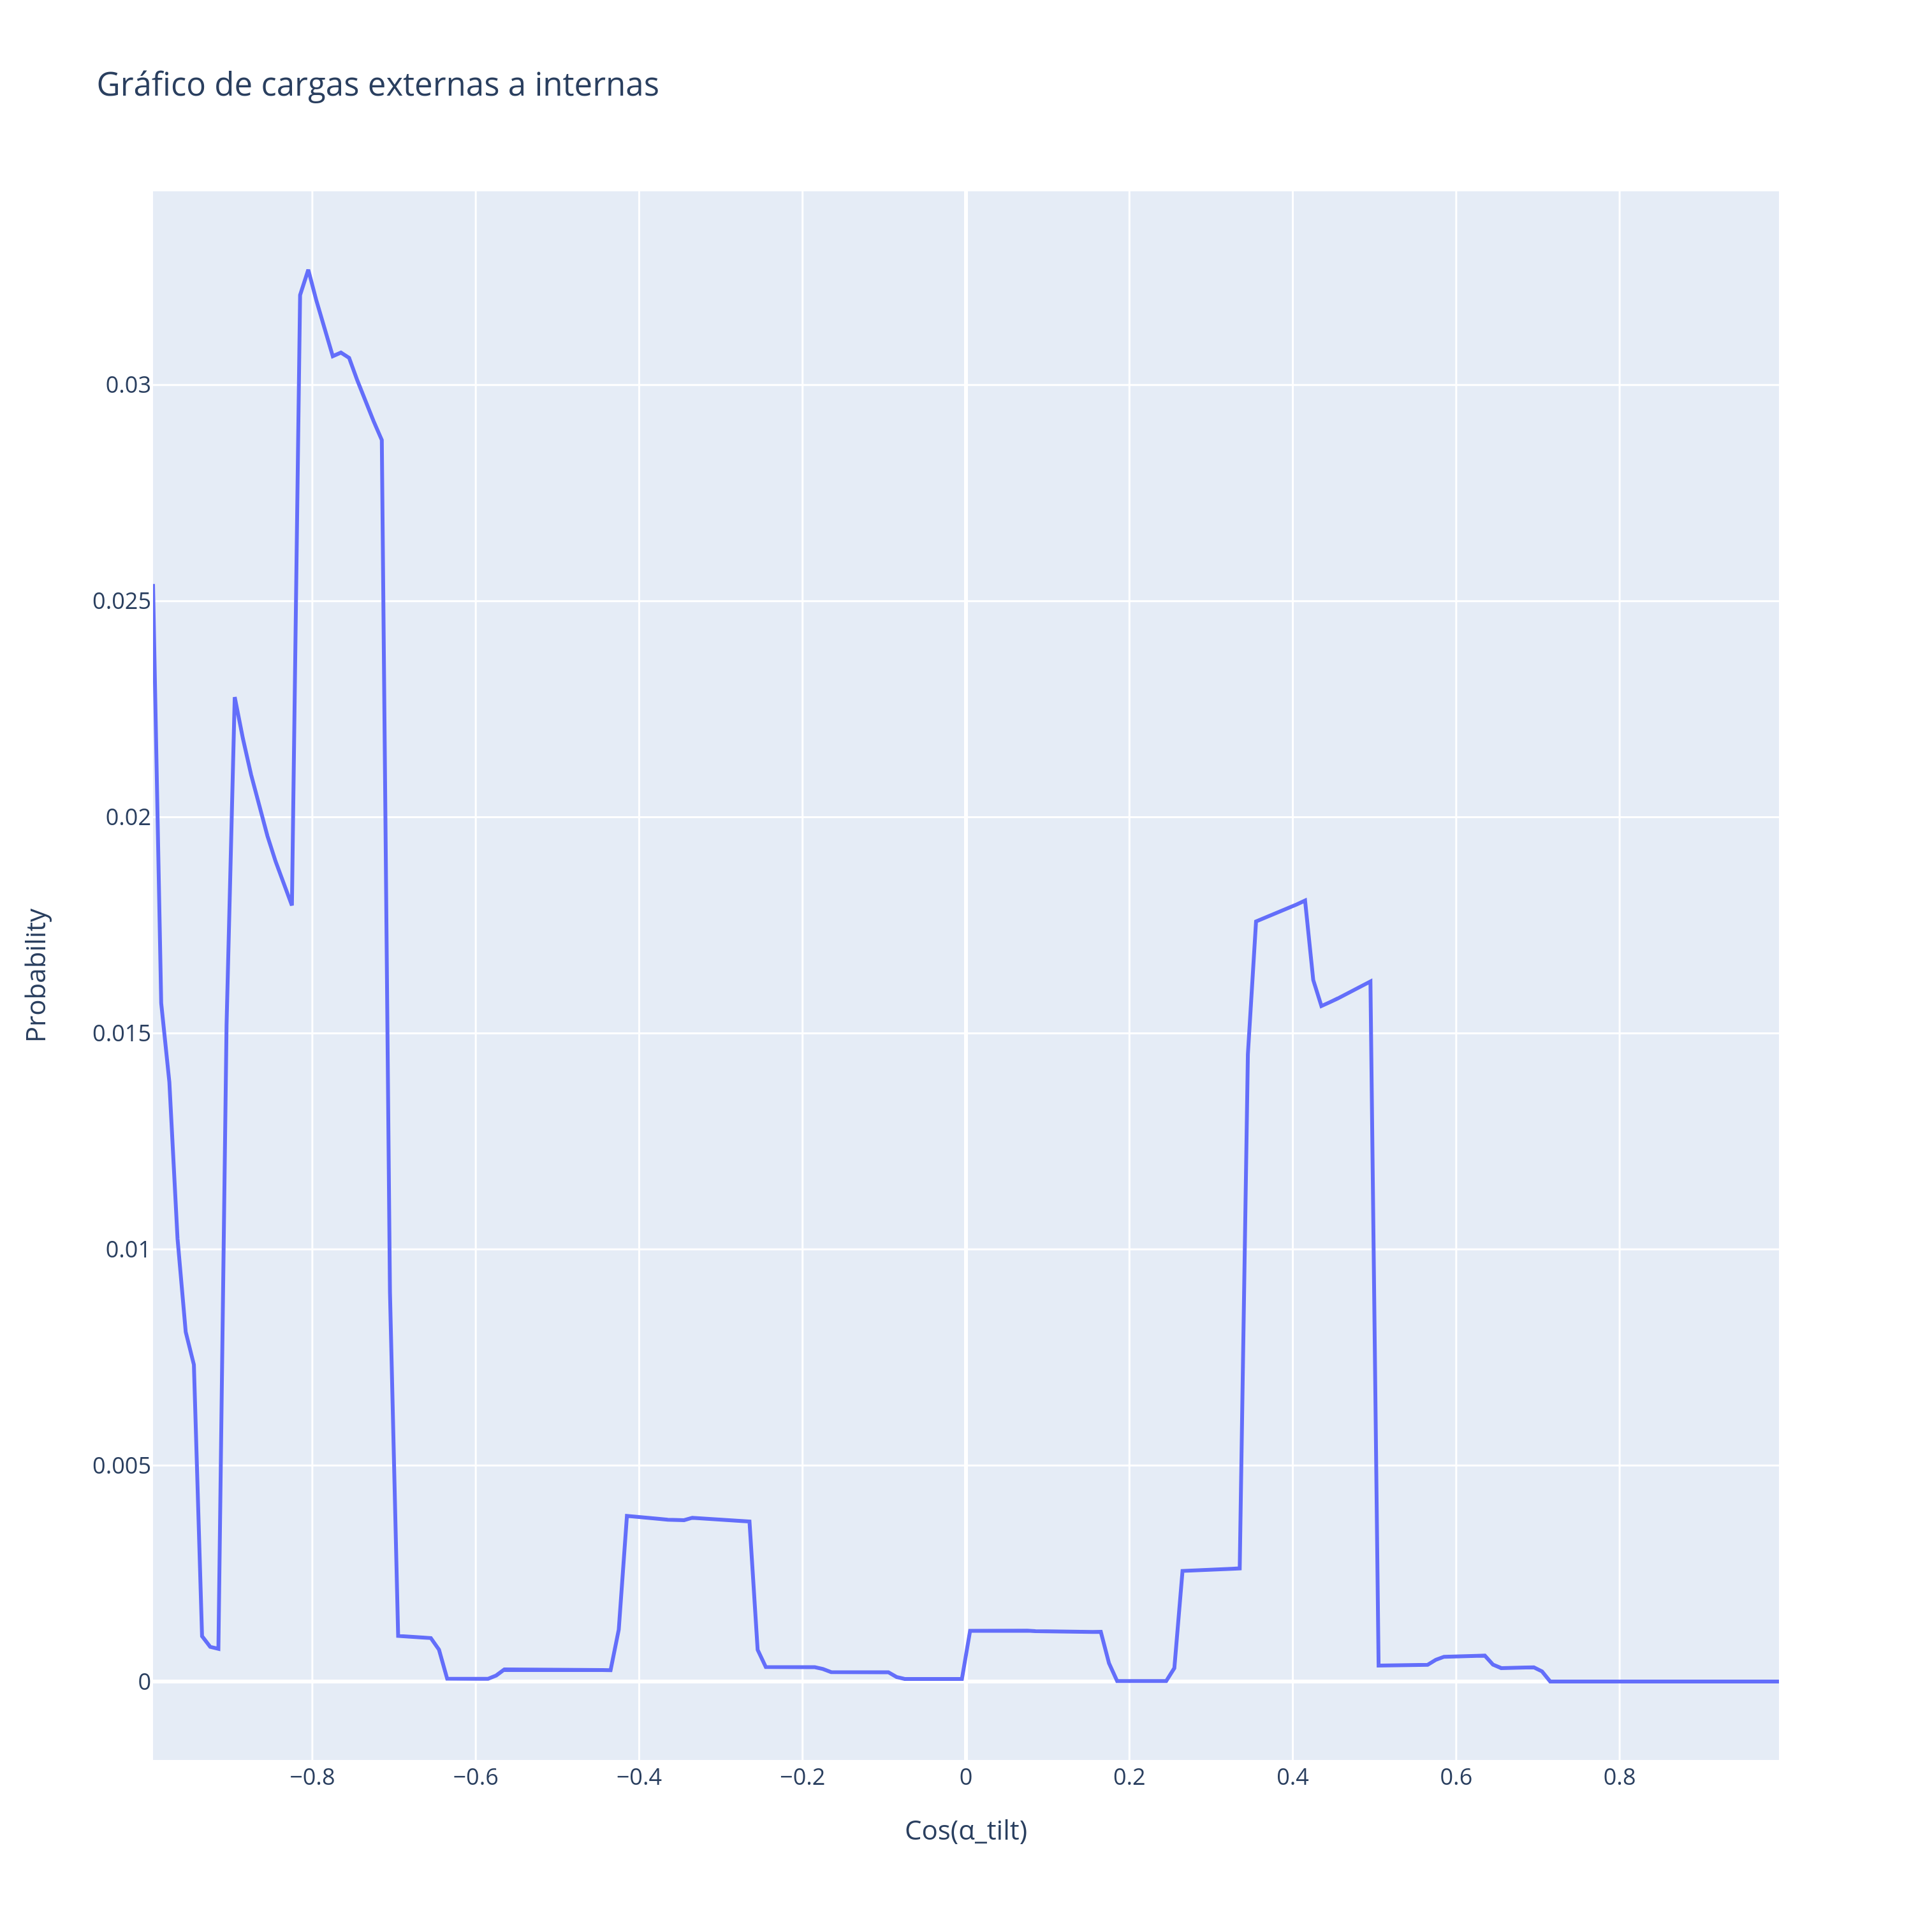 Gráfico de cargas externas a internas
0.03
0.025
0.02
0.015
0.01
0.005
0
Probability
−0.8 −0.6 −0.4 −0.2 0 0.2 0.4 0.6 0.8
Cos(α_tilt)